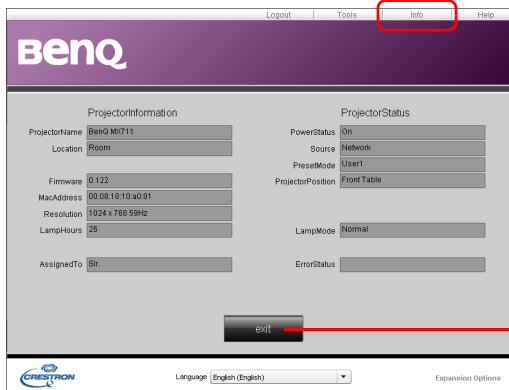 Logout Tools Info Help
BenQ
ProjectorInformation
ProjectorName BenQ MX711
Location Room
Firmware 0.122
MacAddress 00:08:18:10:a0:01
Resolution 1024 x 768 59Hz
LampHours 26
AssignedTo Sir.
ProjectorStatus
PowerStatus On
Source Network
PresetMode User1
ProjectorPosition Front Table
LampMode Normal
ErrorStatus
exit
CRESTRON
Language English (English)
Expansion Options